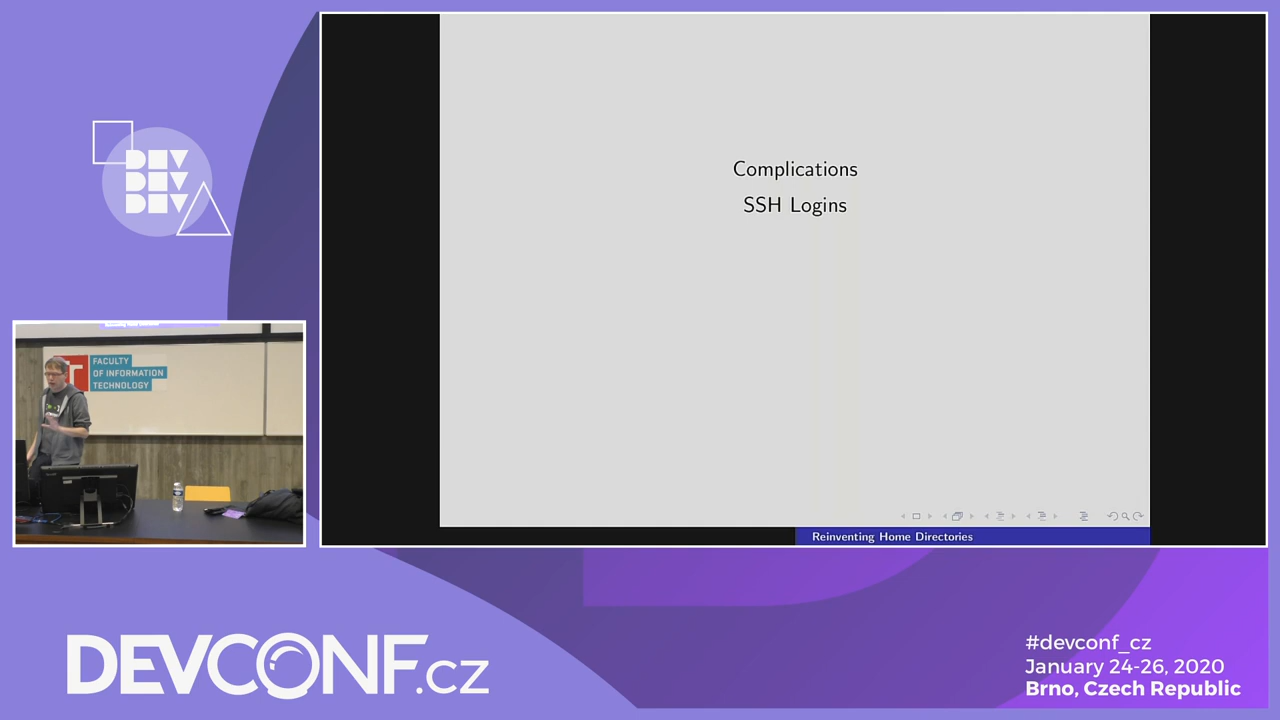 DEV
DEV
DEV
Complications
SSH Logins
Reinventing Home Directories
FACULTY
OF INFORMATION
TECHNOLOGY
DEVCONF.cz
#devconf_cz
January 24-26, 2020
Brno, Czech Republic